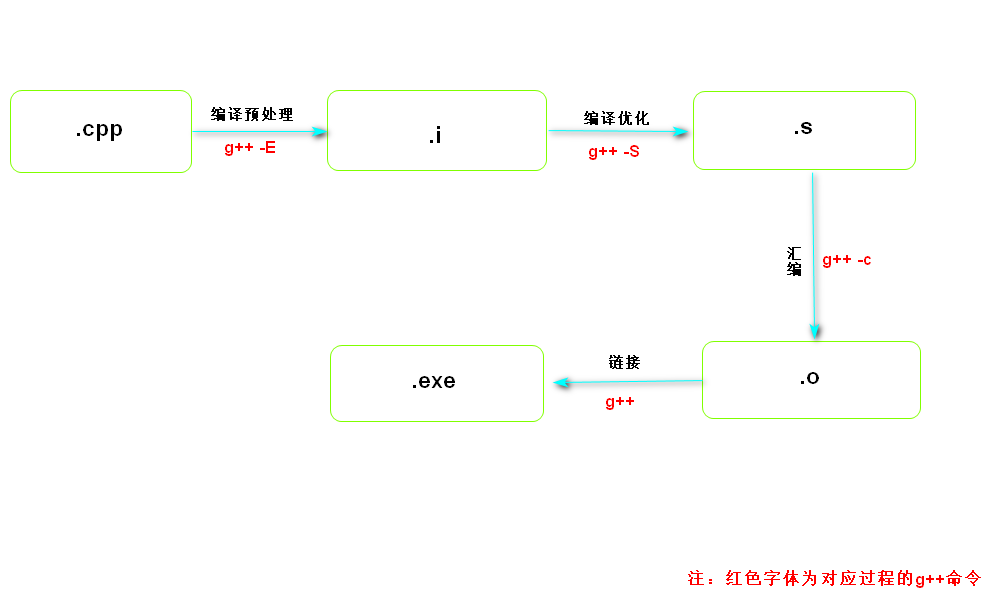 .cpp
编译预处理
g++ -E
.i
编译优化
g++ -S
.s
汇
编
g++ -c
.o
链接
g++
.exe
注：红色字体为对应过程的g++命令